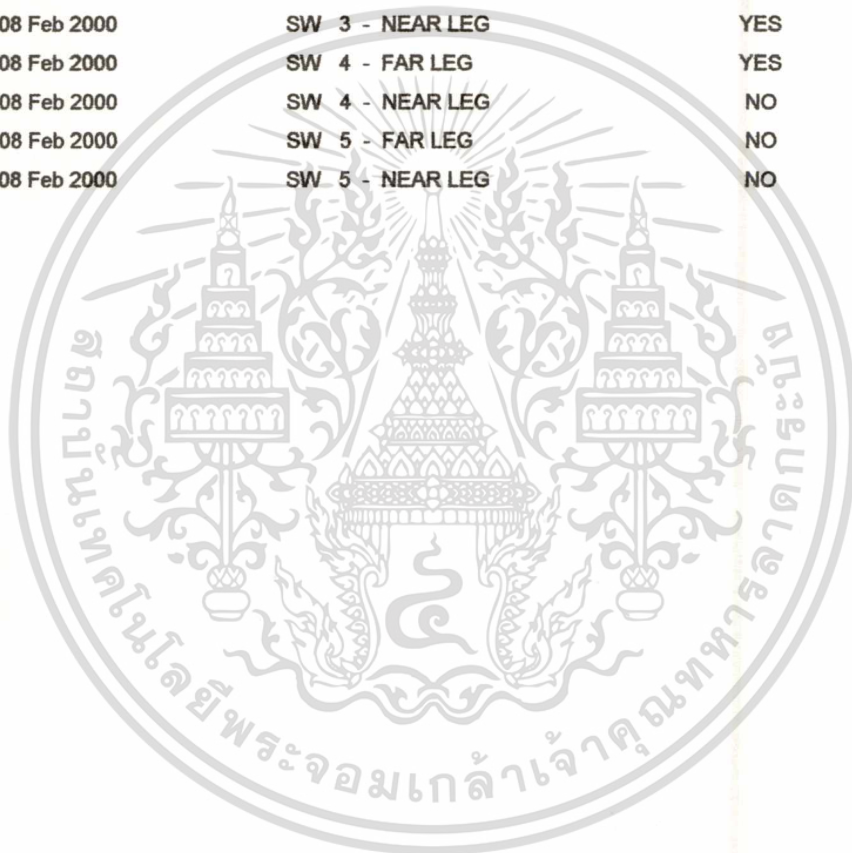 08 Feb 2000 SW 3 - NEAR LEG YES
08 Feb 2000 SW 4 - FAR LEG YES
08 Feb 2000 SW 4 - NEAR LEG NO
08 Feb 2000 SW 5 - FAR LEG NO
08 Feb 2000 SW 5 - NEAR LEG NO
สถาบันเทคโนโลยีพระจอมเกล้าเจ้าคุณทหารลาดกระบัง